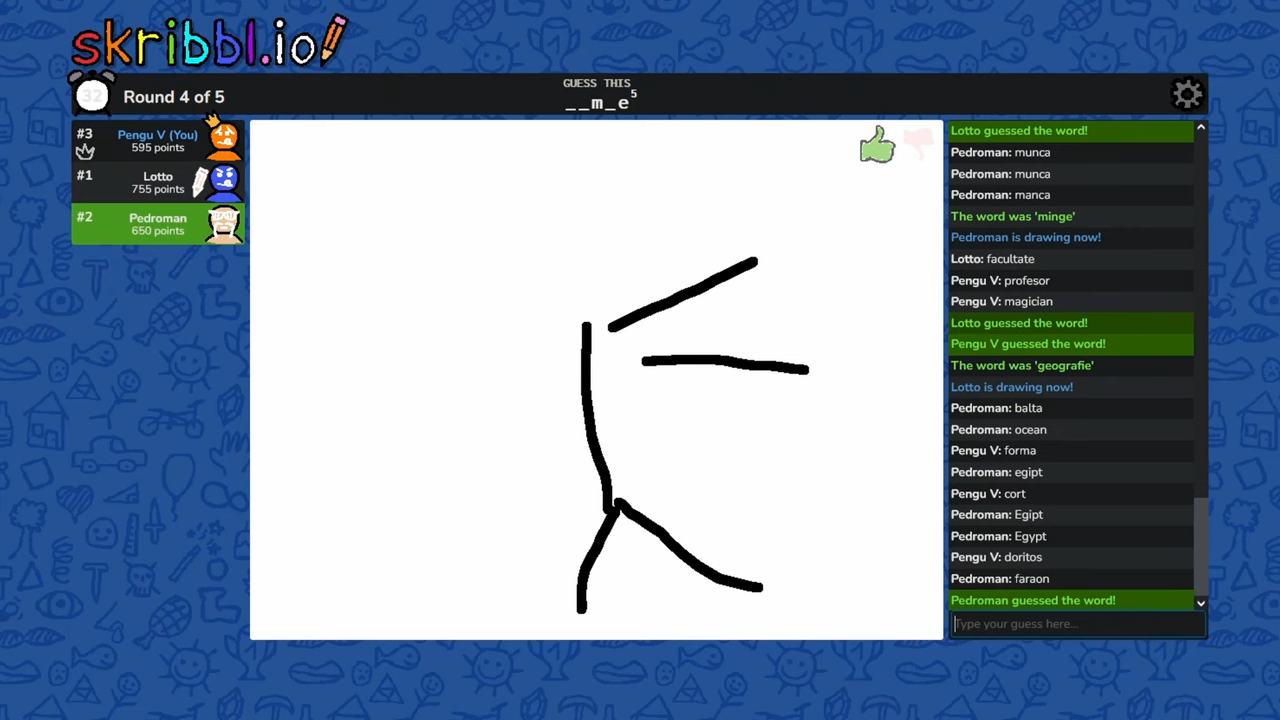 skribbl.io
32
Round 4 of 5
GUESS THIS
__m_e5
#3 Pengu V (You)
595 points
#1 Lotto
755 points
#2 Pedroman
650 points
Lotto guessed the word!
Pedroman: munca
Pedroman: munca
Pedroman: manca
The word was 'minge'
Pedroman is drawing now!
Lotto: facultate
Pengu V: profesor
Pengu V: magician
Lotto guessed the word!
Pengu V guessed the word!
The word was 'geografie'
Lotto is drawing now!
Pedroman: balta
Pedroman: ocean
Pengu V: forma
Pedroman: egipt
Pengu V: cort
Pedroman: Egipt
Pedroman: Egypt
Pengu V: doritos
Pedroman: faraon
Pedroman guessed the word!
Type your guess here...